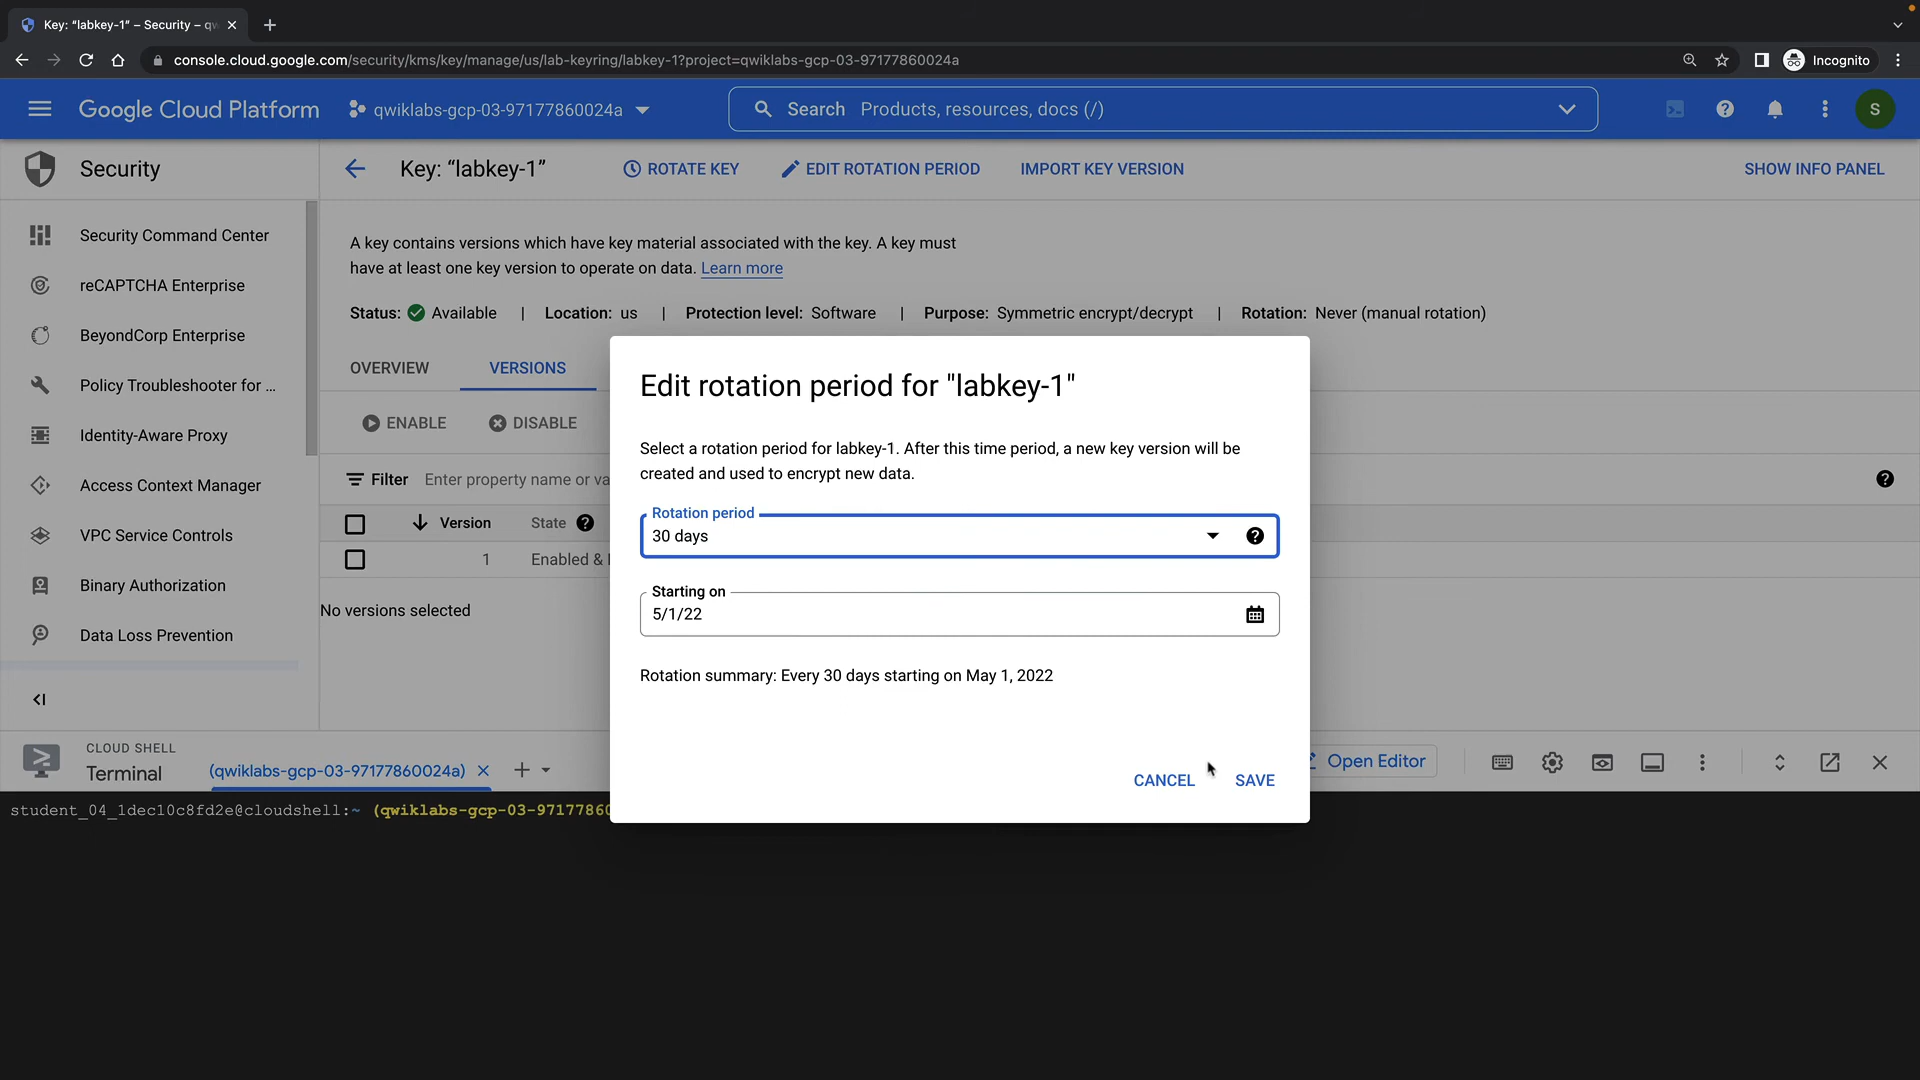 Key: “labkey-1” – Security – qw
console.cloud.google.com/security/kms/key/manage/us/lab-keyring/labkey-1?project=qwiklabs-gcp-03-97177860024a
Incognito
Google Cloud Platform
qwiklabs-gcp-03-97177860024a
Search Products, resources, docs (/)
S
Security
Key: “labkey-1”
ROTATE KEY
EDIT ROTATION PERIOD
IMPORT KEY VERSION
SHOW INFO PANEL
Security Command Center
reCAPTCHA Enterprise
BeyondCorp Enterprise
Policy Troubleshooter for ...
Identity-Aware Proxy
Access Context Manager
VPC Service Controls
Binary Authorization
Data Loss Prevention
A key contains versions which have key material associated with the key. A key must
have at least one key version to operate on data. Learn more
Status: Available | Location: us | Protection level: Software | Purpose: Symmetric encrypt/decrypt | Rotation: Never (manual rotation)
OVERVIEW
VERSIONS
ENABLE
DISABLE
Filter Enter property name or va
Version State
1 Enabled &
No versions selected
Edit rotation period for "labkey-1"
Select a rotation period for labkey-1. After this time period, a new key version will be
created and used to encrypt new data.
Rotation period
30 days
Starting on
5/1/22
Rotation summary: Every 30 days starting on May 1, 2022
CANCEL
SAVE
CLOUD SHELL
Terminal
(qwiklabs-gcp-03-97177860024a)
Open Editor
student_04_1dec10c8fd2e@cloudshell:~ (qwiklabs-gcp-03-9717786